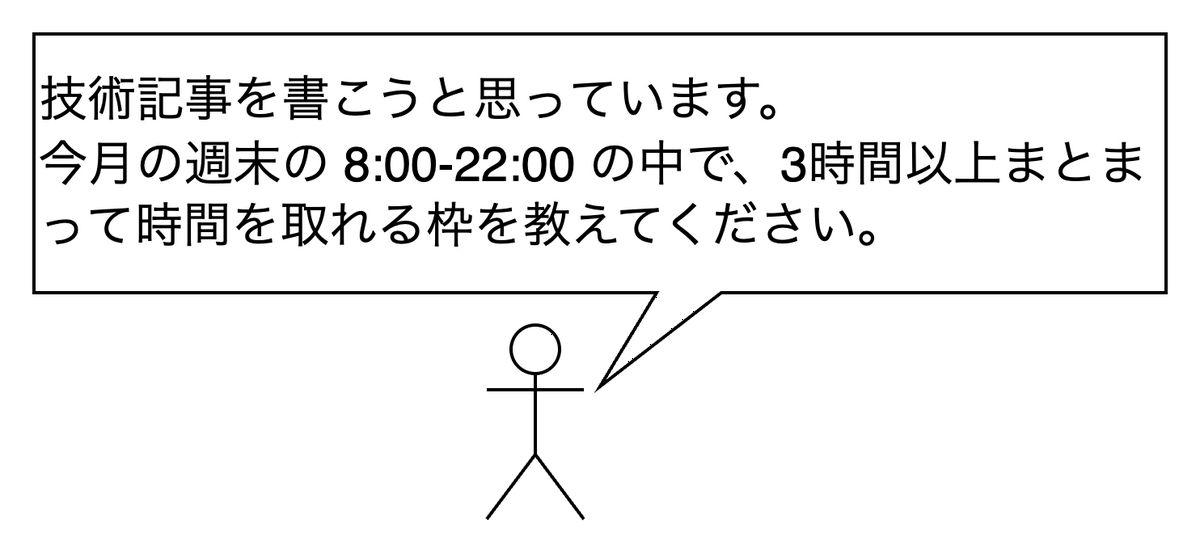 技術記事を書こうと思っています。
今月の週末の 8:00-22:00 の中で、3時間以上まとま
って時間を取れる枠を教えてください。